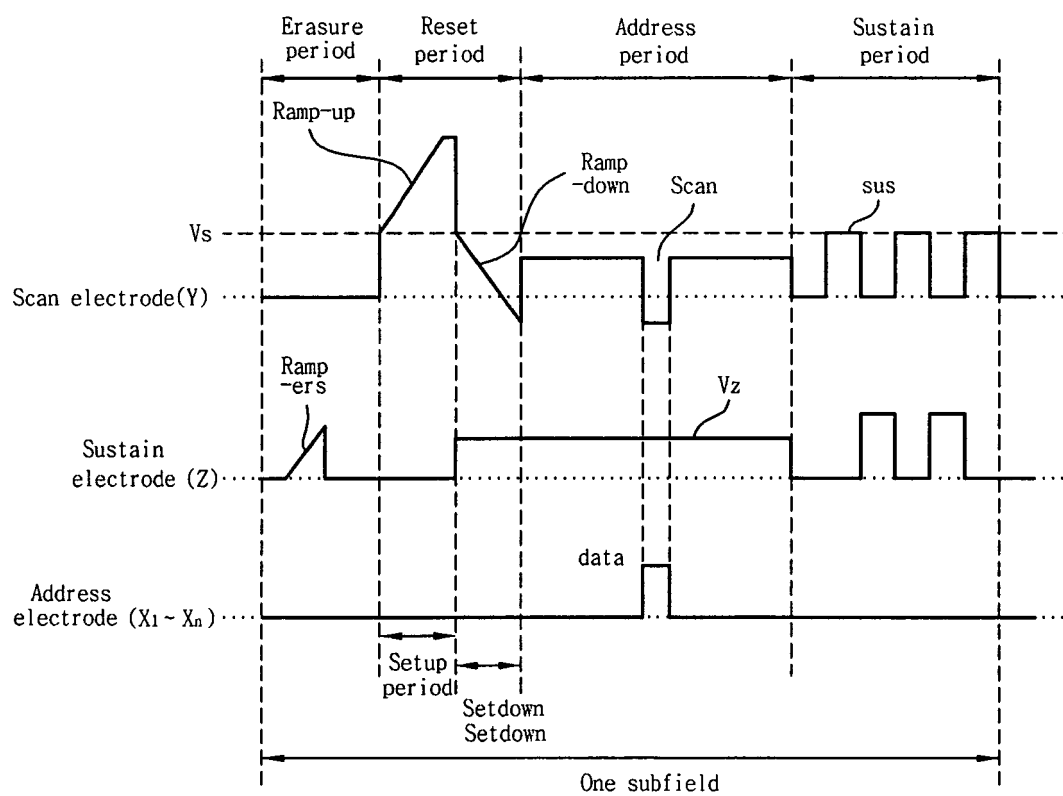 Erasure period
Reset period
Address period
Sustain period
Ramp-up
Ramp
-down
Scan
sus
Vs
Scan electrode(Y)
Ramp
-ers
Vz
Sustain
electrode (Z)
data
Address
electrode (X1 ~ Xn)
Setup
period
Setdown
Setdown
One subfield